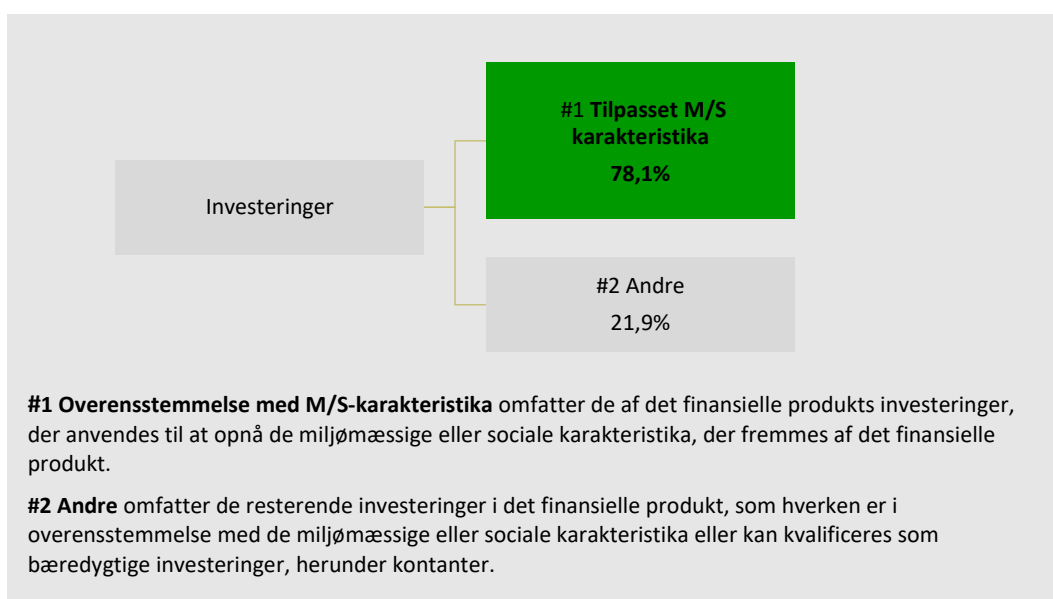 #1 Tilpasset M/S
karakteristika
78,1%
Investeringer
#2 Andre
21,9%
#1 Overensstemmelse med M/S-karakteristika omfatter de af det finansielle produkts investeringer,
der anvendes til at opnå de miljømæssige eller sociale karakteristika, der fremmes af det finansielle
produkt.
#2 Andre omfatter de resterende investeringer i det finansielle produkt, som hverken er i
overensstemmelse med de miljømæssige eller sociale karakteristika eller kan kvalificeres som
bæredygtige investeringer, herunder kontanter.